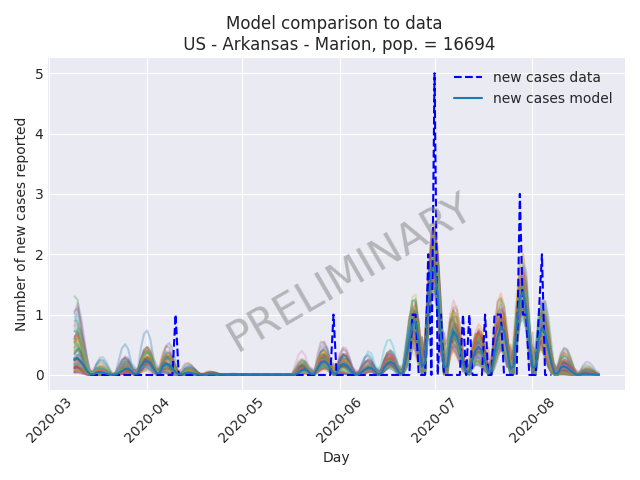 Model comparison to data
US - Arkansas - Marion, pop. = 16694
new cases data
new cases model
Number of new cases reported
5
4
3
2
1
0
PRELIMINARY
2020-03
2020-04
2020-05
2020-06
2020-07
2020-08
Day